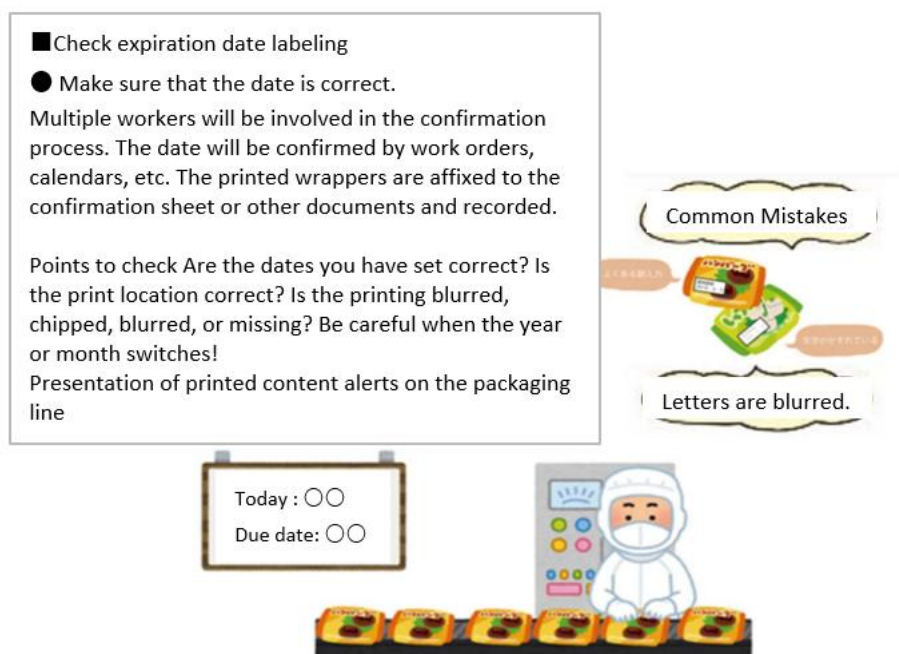 ■Check expiration date labeling
● Make sure that the date is correct.
Multiple workers will be involved in the confirmation
process. The date will be confirmed by work orders,
calendars, etc. The printed wrappers are affixed to the
confirmation sheet or other documents and recorded.
Points to check Are the dates you have set correct? Is
the print location correct? Is the printing blurred,
chipped, blurred, or missing? Be careful when the year
or month switches!
Presentation of printed content alerts on the packaging
line
Common Mistakes
Letters are blurred.
Today : ○○
Due date: ○○